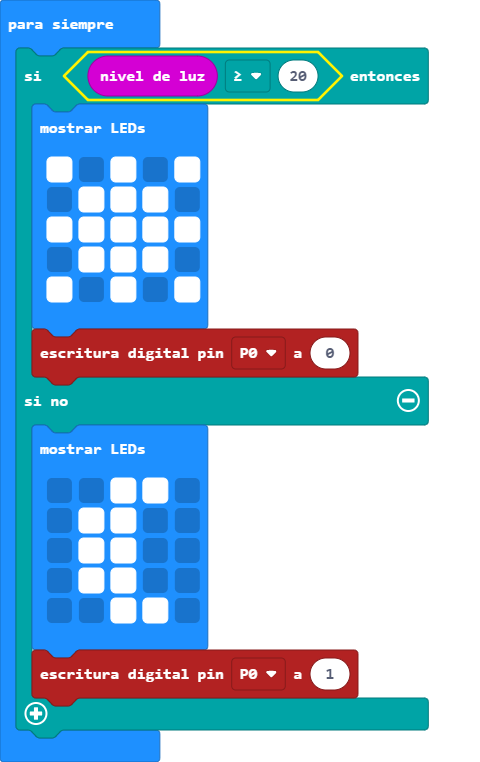 para siempre
si nivel de luz ≥ 20 entonces
mostrar LEDs
escritura digital pin P0 a 0
si no
mostrar LEDs
escritura digital pin P0 a 1